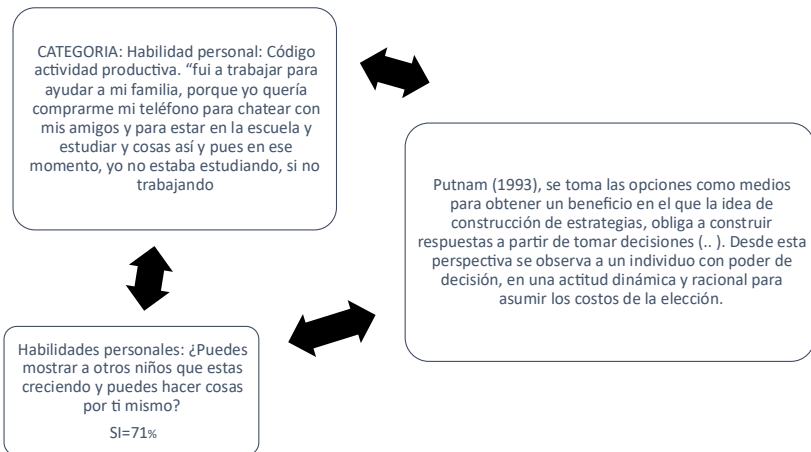 CATEGORIA: Habilidad personal: Código
actividad productiva. “fui a trabajar para
ayudar a mi familia, porque yo quería
comprarme mi teléfono para chatear con
mis amigos y para estar en la escuela y
estudiar y cosas así y pues en ese
momento, yo no estaba estudiando, si no
trabajando
Putnam (1993), se toma las opciones como medios
para obtener un beneficio en el que la idea de
construcción de estrategias, obliga a construir
respuestas a partir de tomar decisiones (.. ). Desde esta
perspectiva se observa a un individuo con poder de
decisión, en una actitud dinámica y racional para
asumir los costos de la elección.
Habilidades personales: ¿Puedes
mostrar a otros niños que estas
creciendo y puedes hacer cosas
por ti mismo?
SI=71%